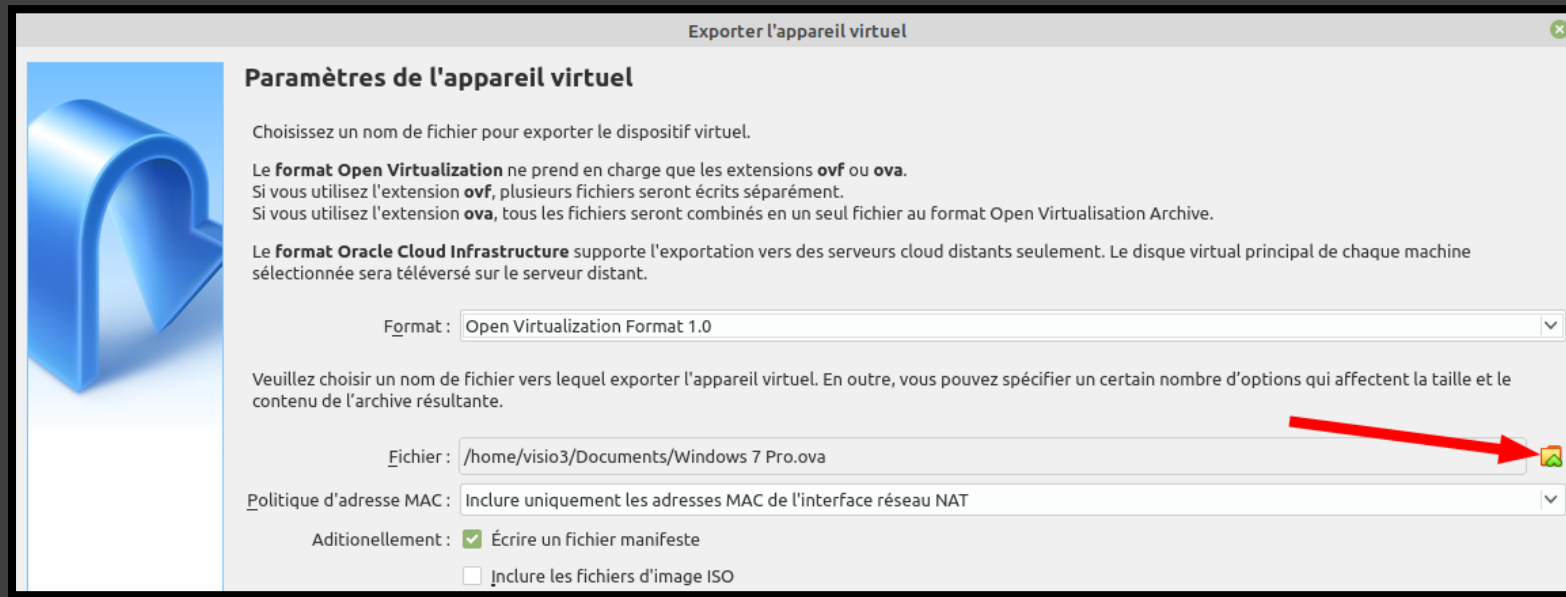 Exporter l'appareil virtuel
Paramètres de l'appareil virtuel
Choisissez un nom de fichier pour exporter le dispositif virtuel.
Le format Open Virtualization ne prend en charge que les extensions ovf ou ova.
Si vous utilisez l'extension ovf, plusieurs fichiers seront écrits séparément.
Si vous utilisez l'extension ova, tous les fichiers seront combinés en un seul fichier au format Open Virtualisation Archive.
Le format Oracle Cloud Infrastructure supporte l'exportation vers des serveurs cloud distants seulement. Le disque virtual principal de chaque machine
sélectionnée sera téléversé sur le serveur distant.
Format : Open Virtualization Format 1.0
Veuillez choisir un nom de fichier vers lequel exporter l'appareil virtuel. En outre, vous pouvez spécifier un certain nombre d’options qui affectent la taille et le
contenu de l’archive résultante.
Fichier : /home/visio3/Documents/Windows 7 Pro.ova
Politique d'adresse MAC : Inclure uniquement les adresses MAC de l'interface réseau NAT
Aditionellement : Écrire un fichier manifeste
Inclure les fichiers d'image ISO